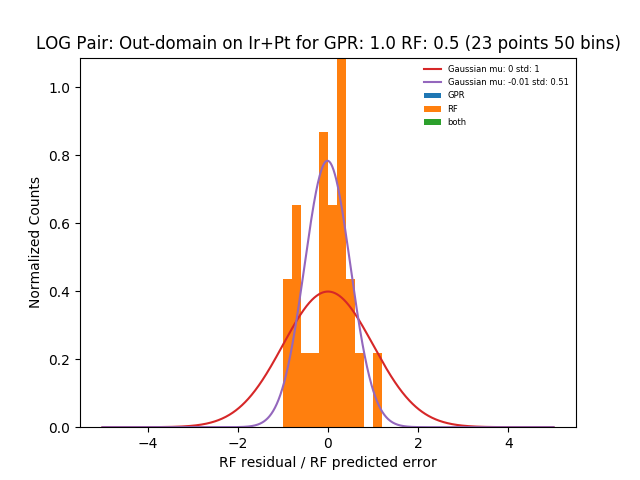 LOG Pair: Out-domain on Ir+Pt for GPR: 1.0 RF: 0.5 (23 points 50 bins)
Gaussian mu: 0 std: 1
Gaussian mu: -0.01 std: 0.51
GPR
RF
both
Normalized Counts
1.0
0.8
0.6
0.4
0.2
0.0
−4 −2 0 2 4
RF residual / RF predicted error